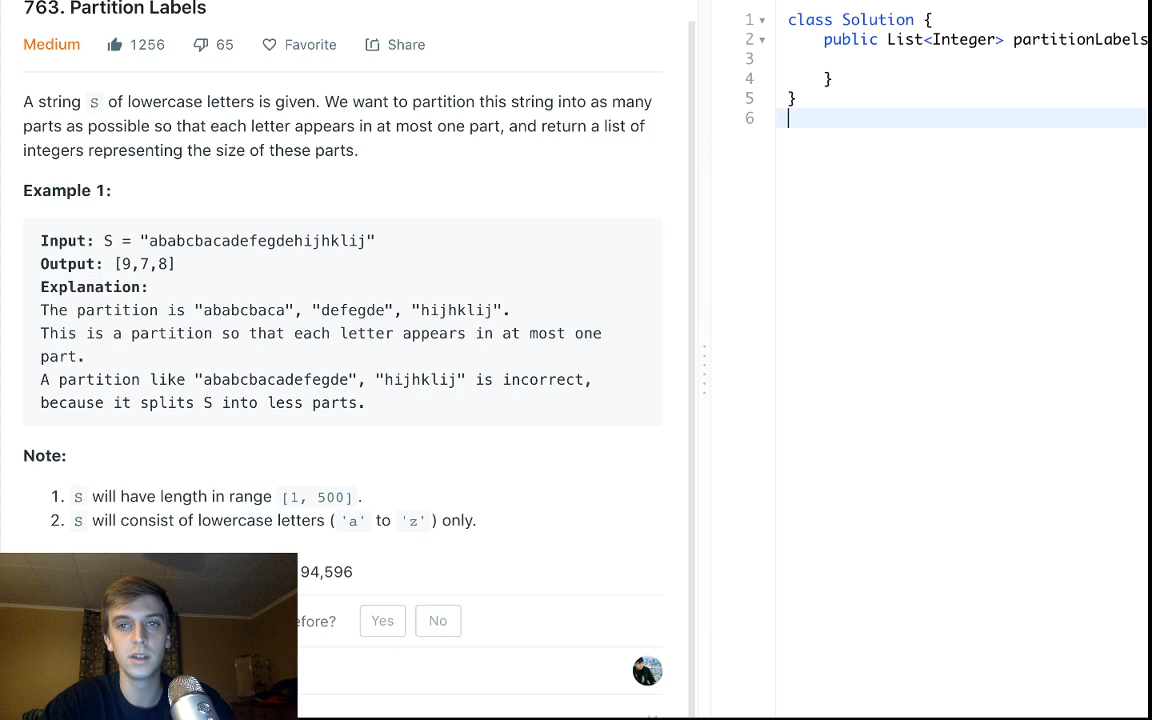 763. Partition Labels
Medium 1256 65 Favorite Share
A string S of lowercase letters is given. We want to partition this string into as many
parts as possible so that each letter appears in at most one part, and return a list of
integers representing the size of these parts.
Example 1:
Input: S = "ababcbacadefegdehijhklij"
Output: [9,7,8]
Explanation:
The partition is "ababcbaca", "defegde", "hijhklij".
This is a partition so that each letter appears in at most one
part.
A partition like "ababcbacadefegde", "hijhklij" is incorrect,
because it splits S into less parts.
Note:
1. S will have length in range [1, 500].
2. S will consist of lowercase letters ('a' to 'z') only.
94,596
efore? Yes No
1 class Solution {
2 public List<Integer> partitionLabels
3
4 }
5 }
6